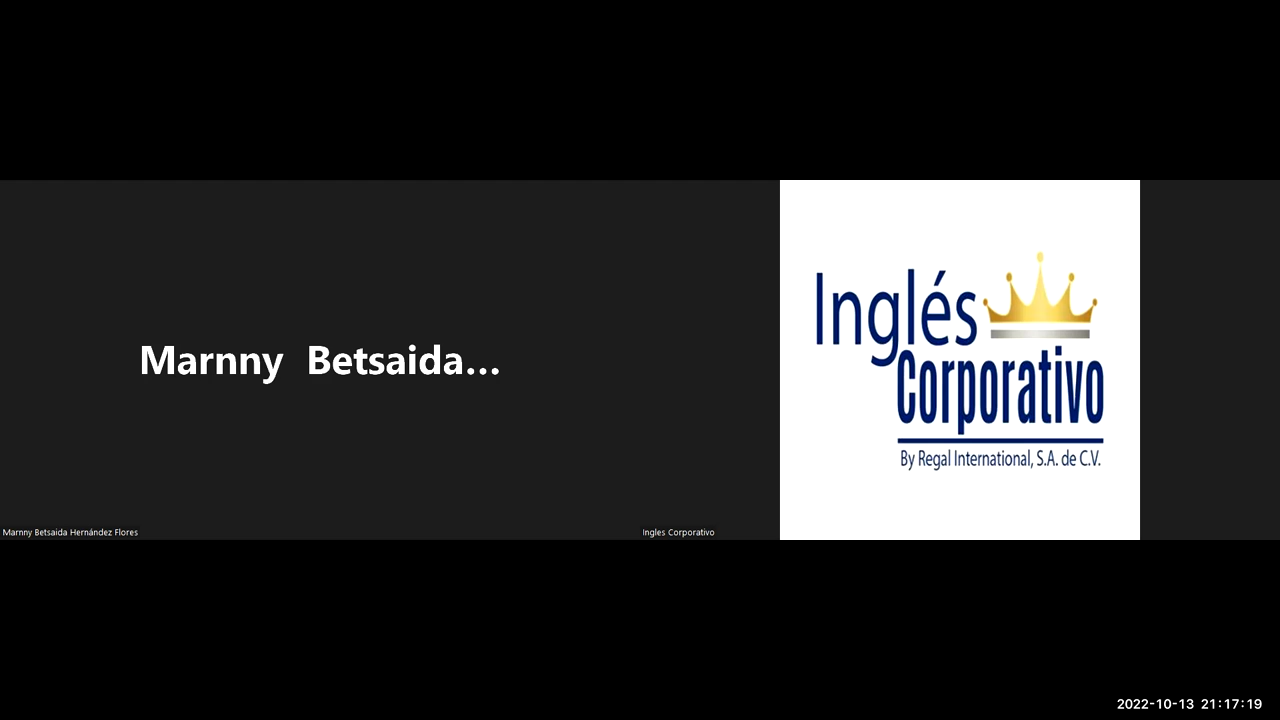 Marnny Betsaida...
Marnny Betsaida Hernández Flores
Inglés
Corporativo
By Regal International, S.A. de C.V.
Ingles Corporativo
2022-10-13 21:17:19